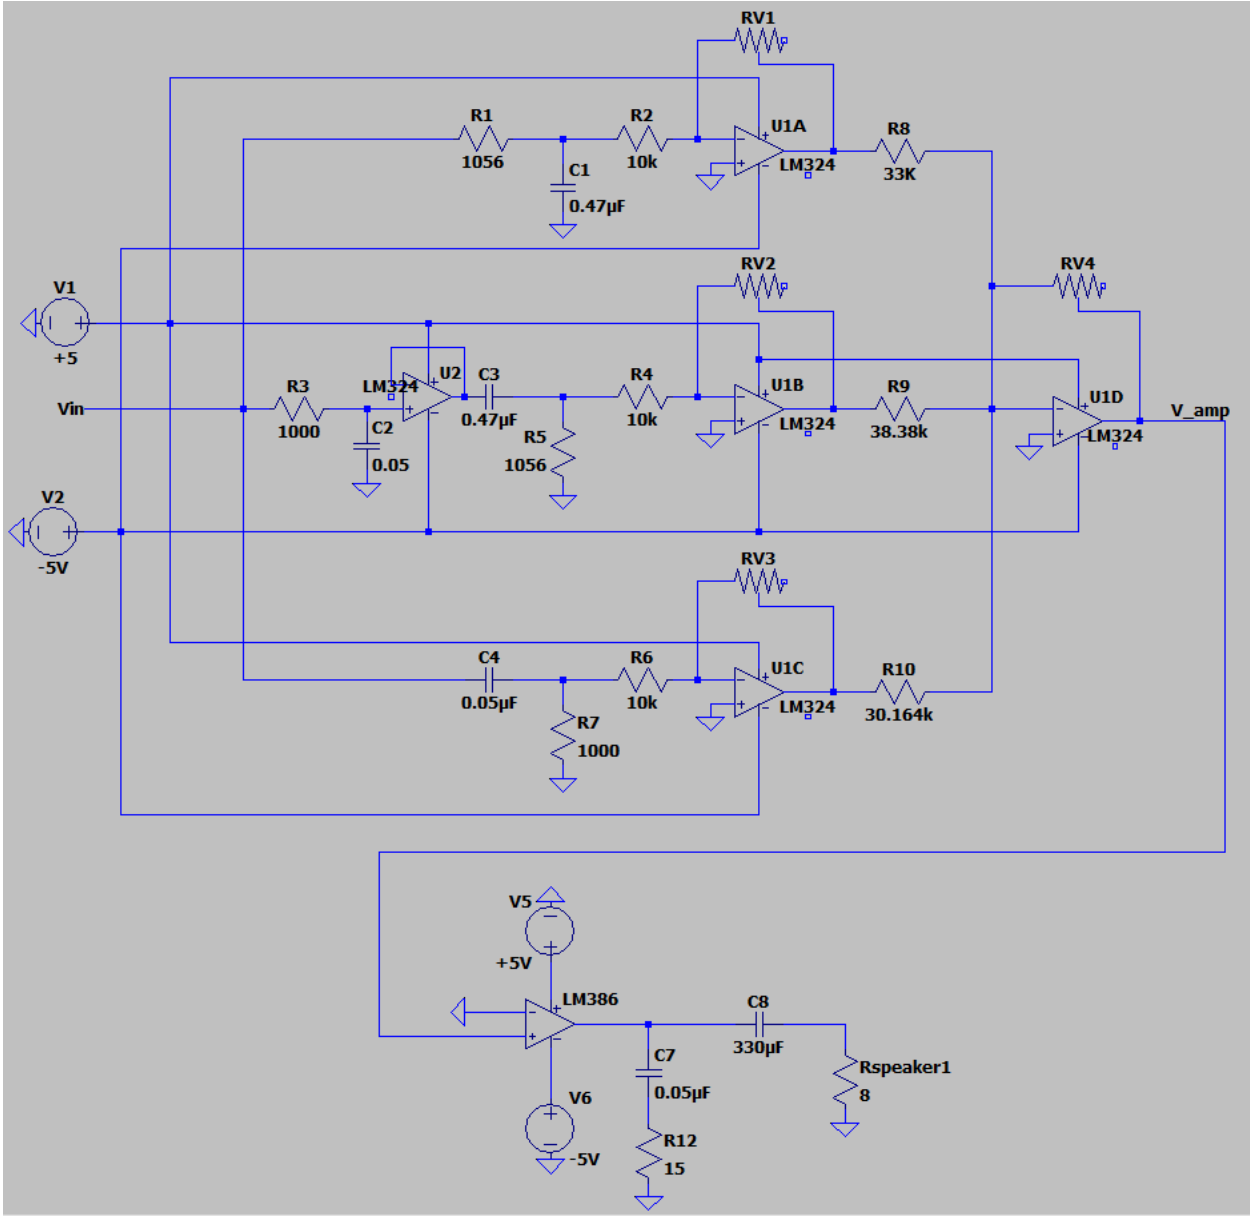 RV1
R1
1056
R2
10k
U1A
LM324
R8
33K
C1
0.47µF
RV2
RV4
V1
+5
U2
LM324
C3
0.47µF
R4
10k
U1B
LM324
R9
38.38k
U1D
LM324
V_amp
Vin
R3
1000
C2
0.05
R5
1056
V2
-5V
RV3
C4
0.05µF
R6
10k
U1C
LM324
R10
30.164k
R7
1000
V5
+5V
LM386
C8
330µF
C7
0.05µF
Rspeaker1
8
V6
-5V
R12
15